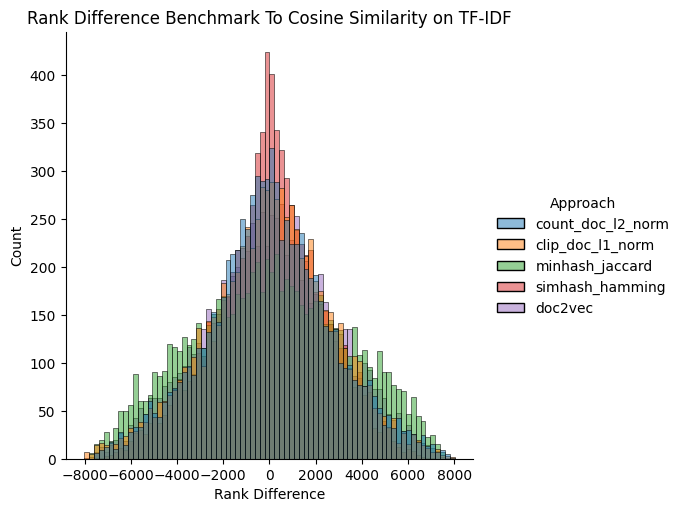 Rank Difference Benchmark To Cosine Similarity on TF-IDF
400
350
300
250
200
150
100
50
0
Count
−8000 −6000 −4000 −2000 0 2000 4000 6000 8000
Rank Difference
Approach
count_doc_l2_norm
clip_doc_l1_norm
minhash_jaccard
simhash_hamming
doc2vec